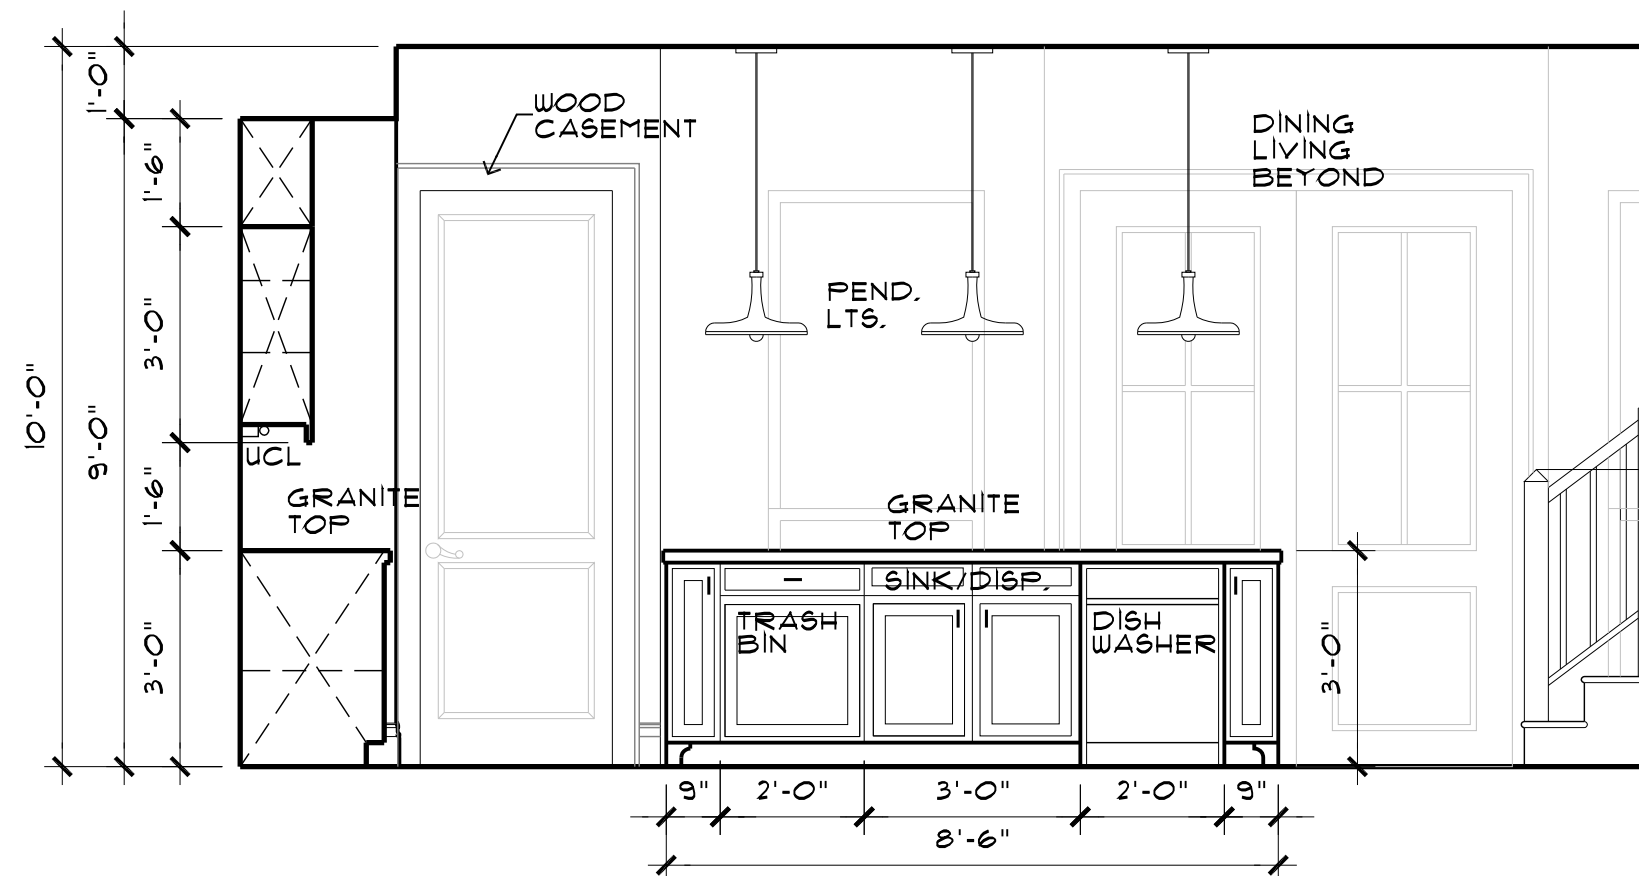 1'-0"
WOOD
CASEMENT
DINING
LIVING
BEYOND
1'-6"
PEND.
LTS.
3'-0"
10'-0"
9'-0"
UCL
1'-6"
GRANITE
TOP
GRANITE
TOP
SINK/DISP.
TRASH
BIN
DISH
WASHER
3'-0"
3'-0"
9" 2'-0" 3'-0" 2'-0" 9"
8'-6"